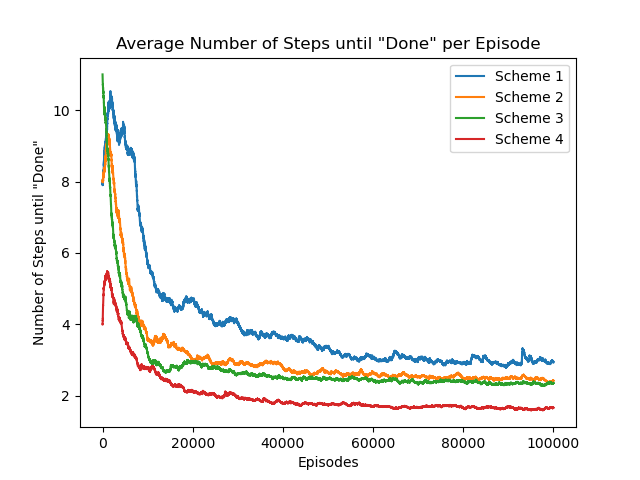 Average Number of Steps until "Done" per Episode
Number of Steps until "Done"
10
8
6
4
2
Scheme 1
Scheme 2
Scheme 3
Scheme 4
0 20000 40000 60000 80000 100000
Episodes